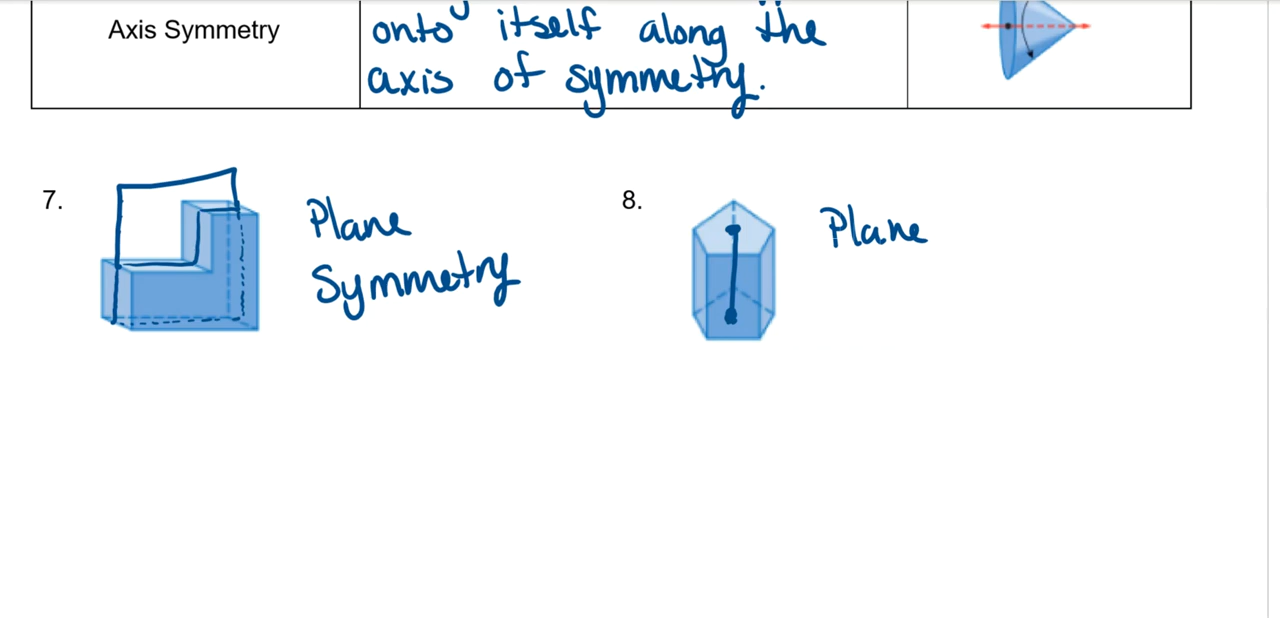 Axis Symmetry
onto itself along the
axis of symmetry.
7.
Plane
Symmetry
8.
Plane